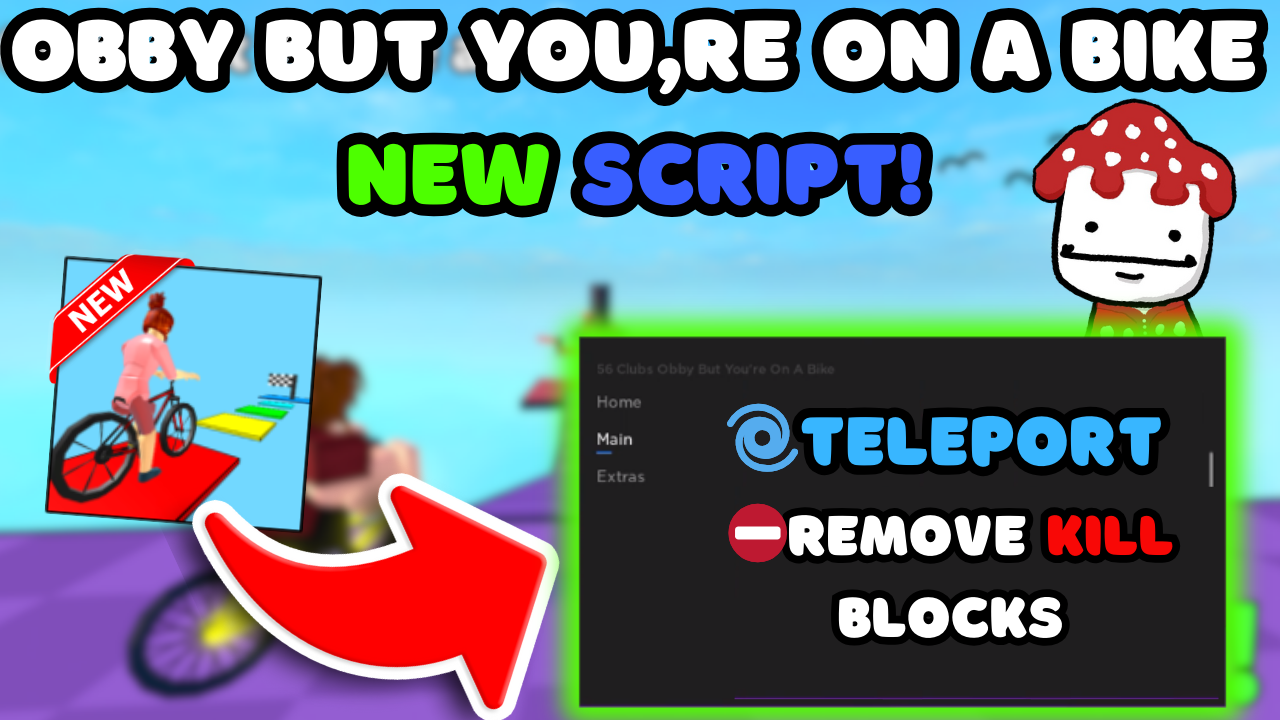 OBBY BUT YOU,RE ON A BIKE
NEW SCRIPT!
NEW
56 Clubs Obby But You're On A Bike
Home
Main
Extras
TELEPORT
REMOVE KILL
BLOCKS